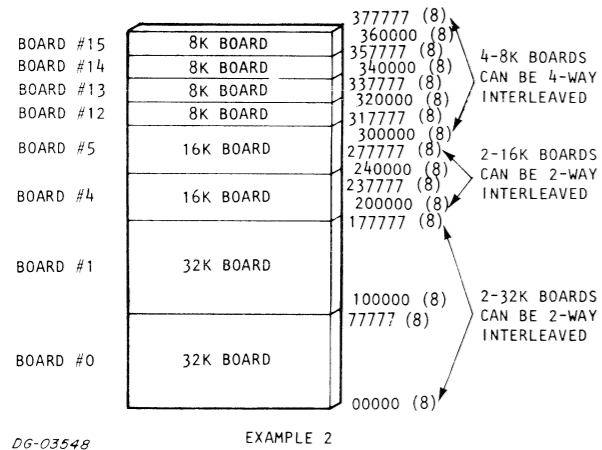 377777 (8)
360000 (8)
BOARD #15 8K BOARD 357777 (8) 4-8K BOARDS
BOARD #14 8K BOARD 340000 (8) CAN BE 4-WAY
BOARD #13 8K BOARD 337777 (8) INTERLEAVED
320000 (8)
BOARD #12 8K BOARD 317777 (8)
300000 (8)
BOARD #5 16K BOARD 277777 (8) 2-16K BOARDS
240000 (8) CAN BE 2-WAY
237777 (8) INTERLEAVED
BOARD #4 16K BOARD 200000 (8)
177777 (8)
BOARD #1 32K BOARD
100000 (8) 2-32K BOARDS
77777 (8) CAN BE 2-WAY
INTERLEAVED
BOARD #0 32K BOARD
00000 (8)
DG-03548 EXAMPLE 2